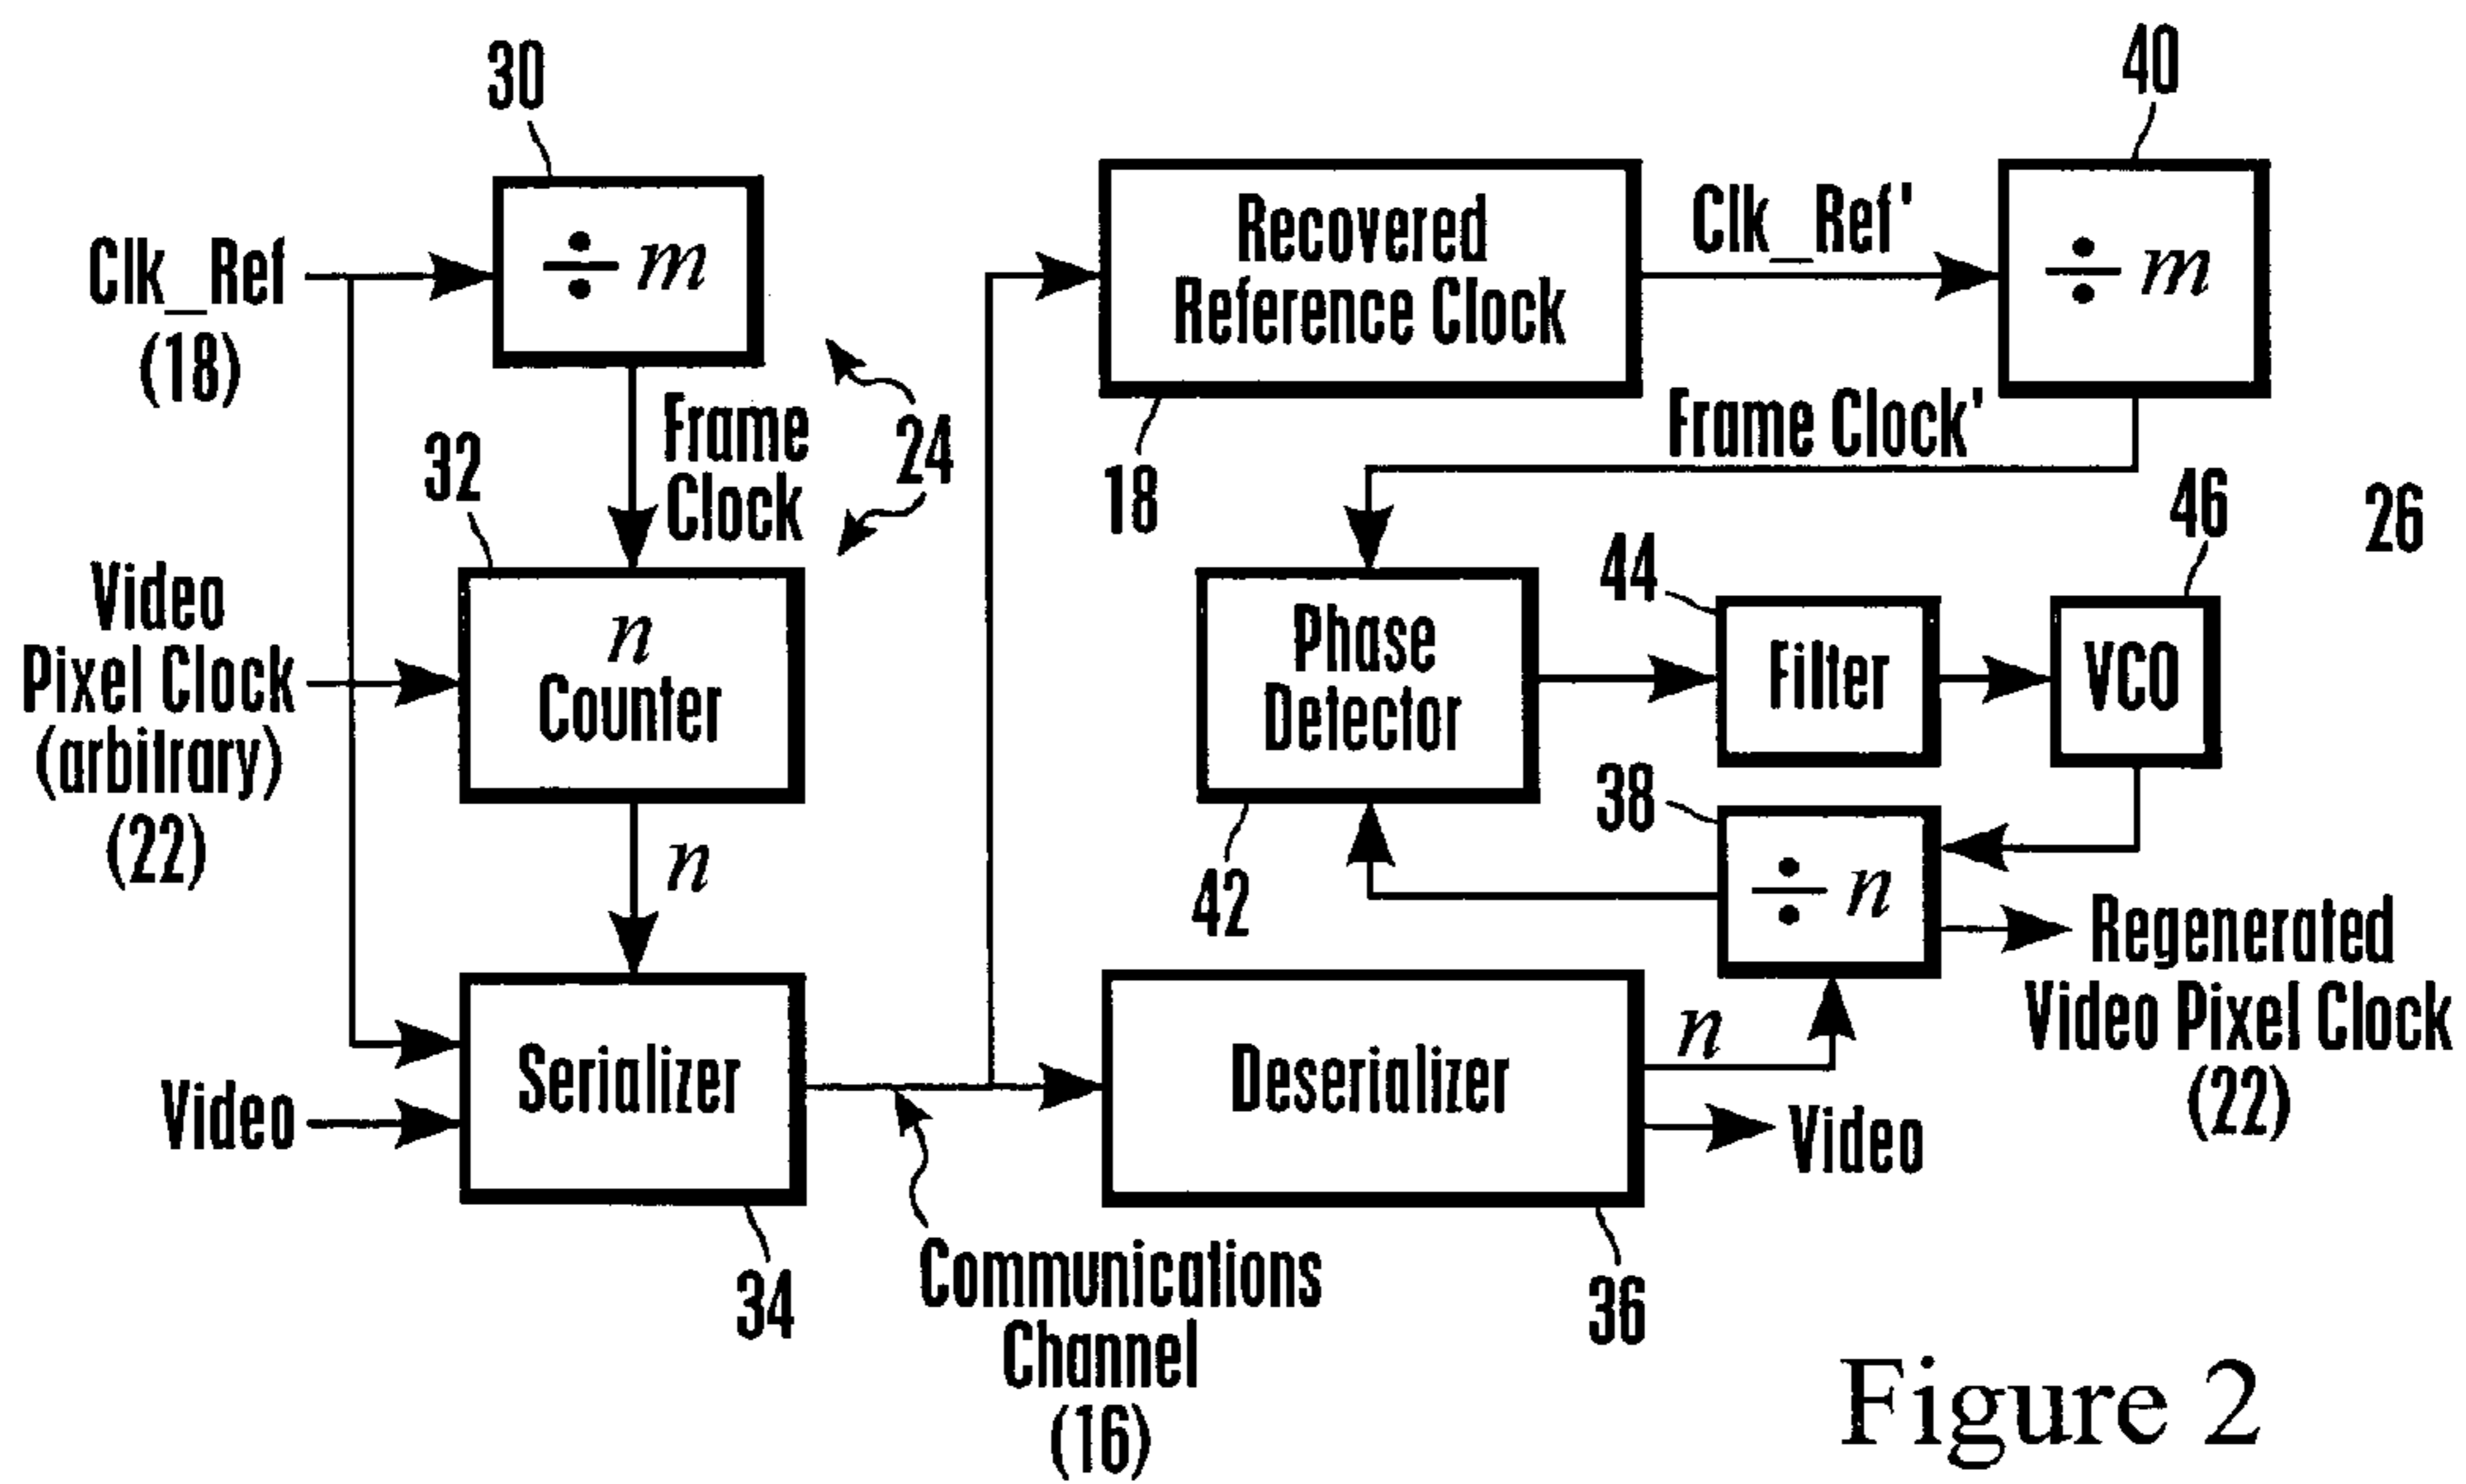 30
÷ m
Clk_Ref
(18)
Frame
Clock
24
32
Video
Pixel Clock
(arbitrary)
(22)
n
Counter
n
Video
Serializer
34
Communications
Channel
(16)
Recovered
Reference Clock
18
Clk_Ref'
40
÷ m
Frame Clock'
Phase
Detector
42
44
Filter
46
VCO
26
38
÷ n
Regenerated
Video Pixel Clock
(22)
n
Deserializer
Video
36
Figure 2